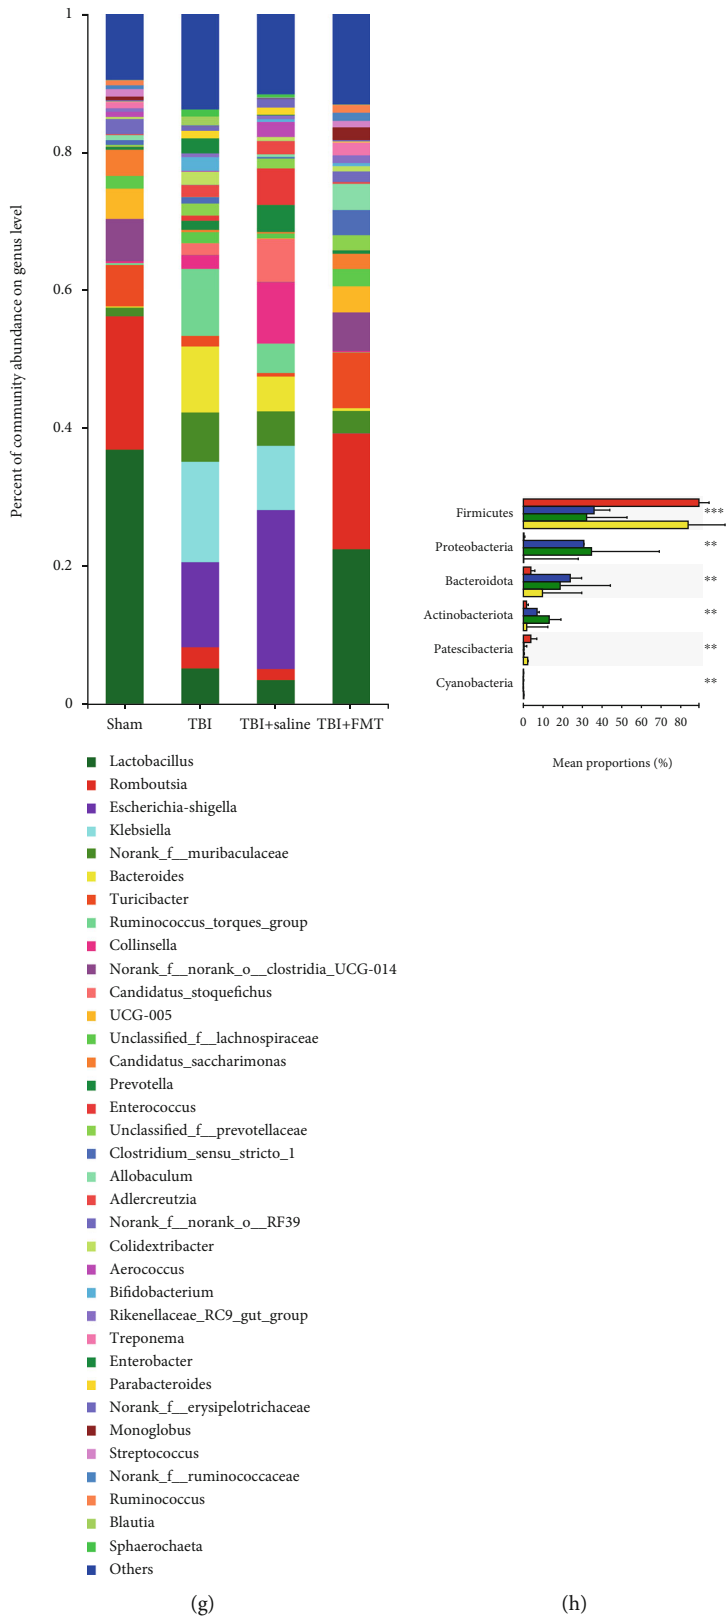 Percent of community abundance on genus level
1
0.8
0.6
0.4
0.2
0
Sham TBI TBI+saline TBI+FMT
Lactobacillus
Romboutsia
Escherichia-shigella
Klebsiella
Norank_f__muribaculaceae
Bacteroides
Turicibacter
Ruminococcus_torques_group
Collinsella
Norank_f__norank_o__clostridia_UCG-014
Candidatus_stoquefichus
UCG-005
Unclassified_f__lachnospiraceae
Candidatus_saccharimonas
Prevotella
Enterococcus
Unclassified_f__prevotellaceae
Clostridium_sensu_stricto_1
Allobaculum
Adlercreutzia
Norank_f__norank_o__RF39
Colidextribacter
Aerococcus
Bifidobacterium
Rikenellaceae_RC9_gut_group
Treponema
Enterobacter
Parabacteroides
Norank_f__erysipelotrichaceae
Monoglobus
Streptococcus
Norank_f__ruminococcaceae
Ruminococcus
Blautia
Sphaerochaeta
Others
(g)
Firmicutes ***
Proteobacteria **
Bacteroidota **
Actinobacteriota **
Patescibacteria **
Cyanobacteria **
0 10 20 30 40 50 60 70 80
Mean proportions (%)
(h)